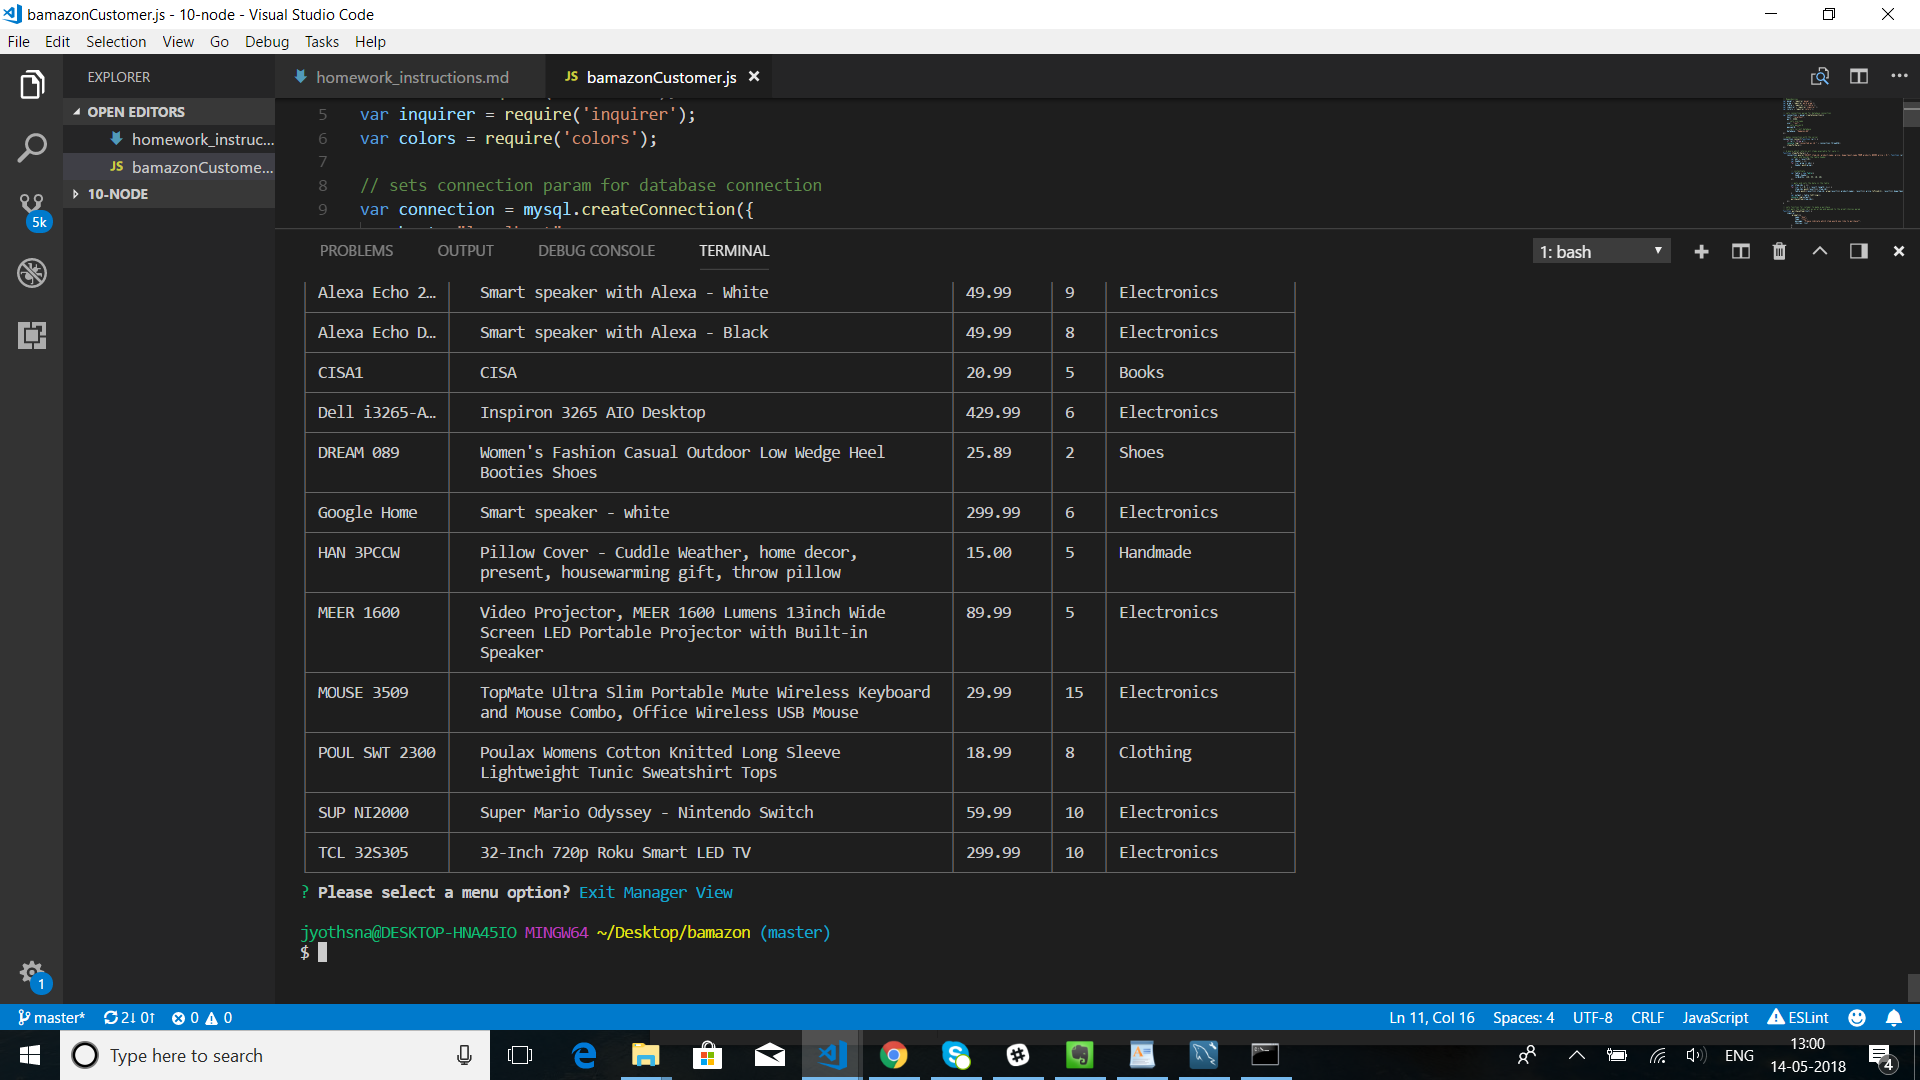 bamazonCustomer.js - 10-node - Visual Studio Code
File Edit Selection View Go Debug Tasks Help
EXPLORER
OPEN EDITORS
homework_instruc...
JS bamazonCustome...
10-NODE
5k
1
homework_instructions.md
JS bamazonCustomer.js
5 var inquirer = require('inquirer');
6 var colors = require('colors');
7
8 // sets connection param for database connection
9 var connection = mysql.createConnection({
PROBLEMS OUTPUT DEBUG CONSOLE TERMINAL
1: bash
Alexa Echo 2… Smart speaker with Alexa - White 49.99 9 Electronics
Alexa Echo D… Smart speaker with Alexa - Black 49.99 8 Electronics
CISA1 CISA 20.99 5 Books
Dell i3265-A… Inspiron 3265 AIO Desktop 429.99 6 Electronics
DREAM 089 Women's Fashion Casual Outdoor Low Wedge Heel 25.89 2 Shoes
Booties Shoes
Google Home Smart speaker - white 299.99 6 Electronics
HAN 3PCCW Pillow Cover - Cuddle Weather, home decor, 15.00 5 Handmade
present, housewarming gift, throw pillow
MEER 1600 Video Projector, MEER 1600 Lumens 13inch Wide 89.99 5 Electronics
Screen LED Portable Projector with Built-in
Speaker
MOUSE 3509 TopMate Ultra Slim Portable Mute Wireless Keyboard 29.99 15 Electronics
and Mouse Combo, Office Wireless USB Mouse
POUL SWT 2300 Poulax Womens Cotton Knitted Long Sleeve 18.99 8 Clothing
Lightweight Tunic Sweatshirt Tops
SUP NI2000 Super Mario Odyssey - Nintendo Switch 59.99 10 Electronics
TCL 32S305 32-Inch 720p Roku Smart LED TV 299.99 10 Electronics
? Please select a menu option? Exit Manager View
jyothsna@DESKTOP-HNA45IO MINGW64 ~/Desktop/bamazon (master)
$
master* 2↓ 0↑ 0 0 Ln 11, Col 16 Spaces: 4 UTF-8 CRLF JavaScript ESLint
Type here to search
ENG
13:00
14-05-2018
4